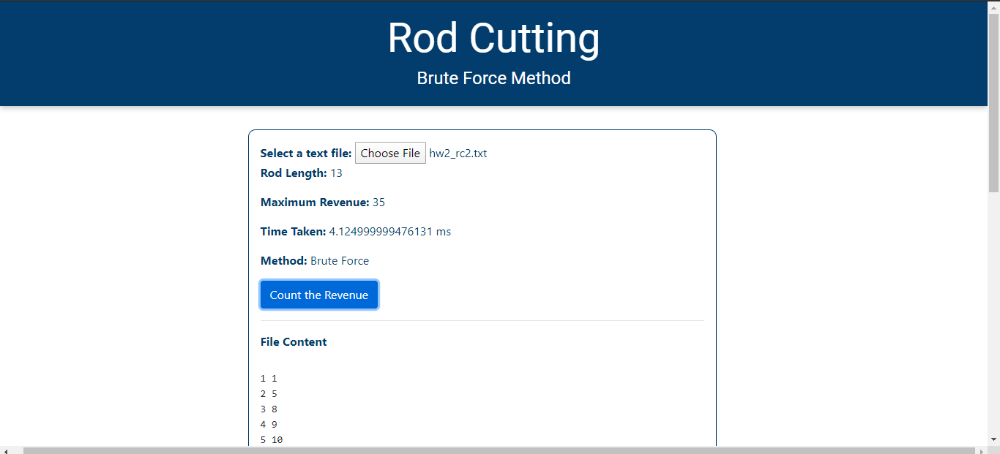 Rod Cutting
Brute Force Method
Select a text file: Choose File hw2_rc2.txt
Rod Length: 13
Maximum Revenue: 35
Time Taken: 4.124999999476131 ms
Method: Brute Force
Count the Revenue
File Content
1 1
2 5
3 8
4 9
5 10